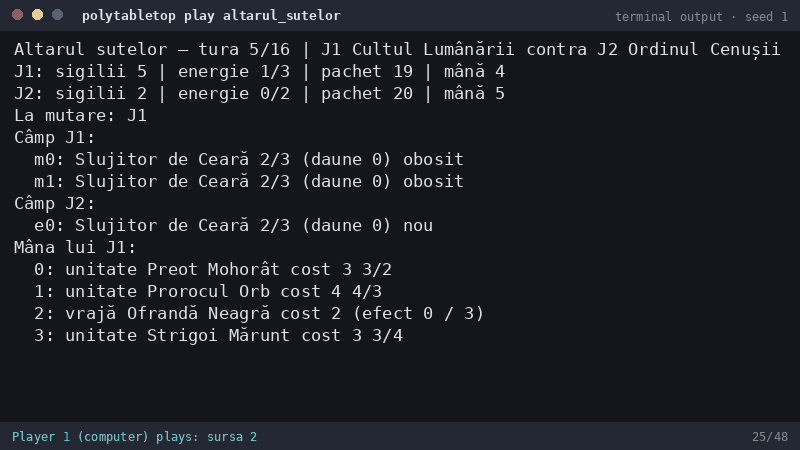 polytabletop play altarul_sutelor
terminal output · seed 1
Altarul sutelor — tura 5/16 | J1 Cultul Lumânării contra J2 Ordinul Cenușii
J1: sigilii 5 | energie 1/3 | pachet 19 | mână 4
J2: sigilii 2 | energie 0/2 | pachet 20 | mână 5
La mutare: J1
Câmp J1:
m0: Slujitor de Ceară 2/3 (daune 0) obosit
m1: Slujitor de Ceară 2/3 (daune 0) obosit
Câmp J2:
e0: Slujitor de Ceară 2/3 (daune 0) nou
Mâna lui J1:
0: unitate Preot Mohorât cost 3 3/2
1: unitate Prorocul Orb cost 4 4/3
2: vrajă Ofrandă Neagră cost 2 (efect 0 / 3)
3: unitate Strigoi Mărunt cost 3 3/4
Player 1 (computer) plays: sursa 2
25/48